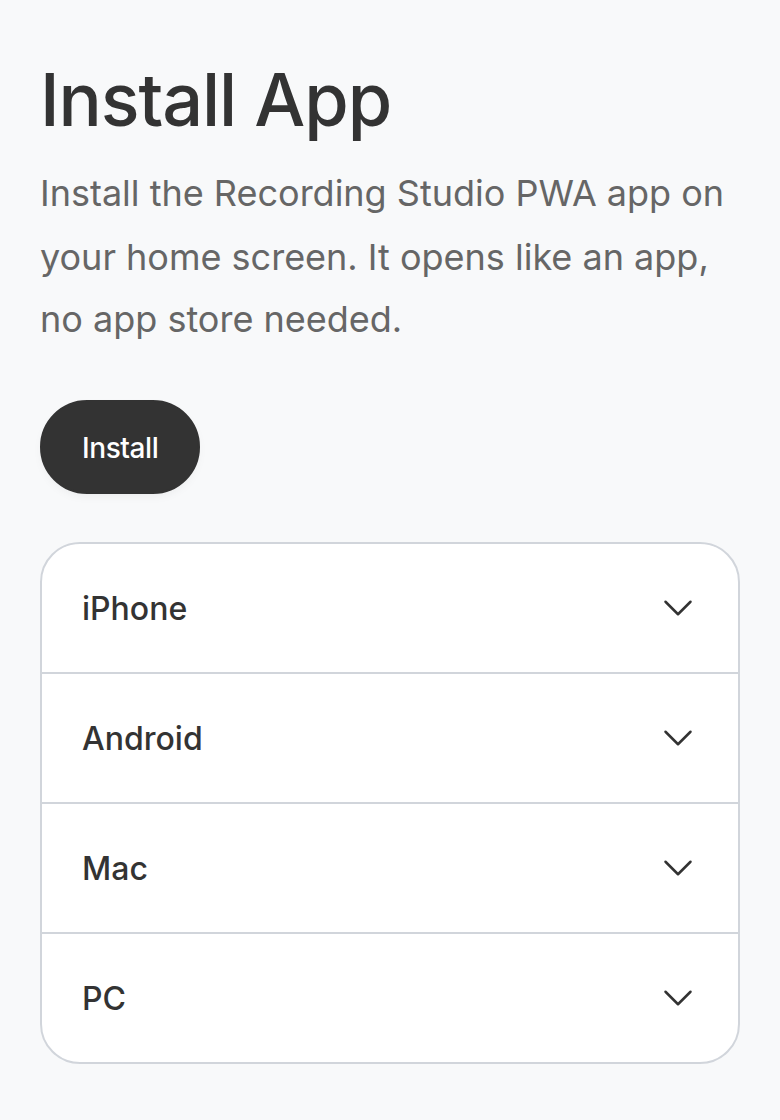 Install App
Install the Recording Studio PWA app on
your home screen. It opens like an app,
no app store needed.
Install
iPhone
Android
Mac
PC